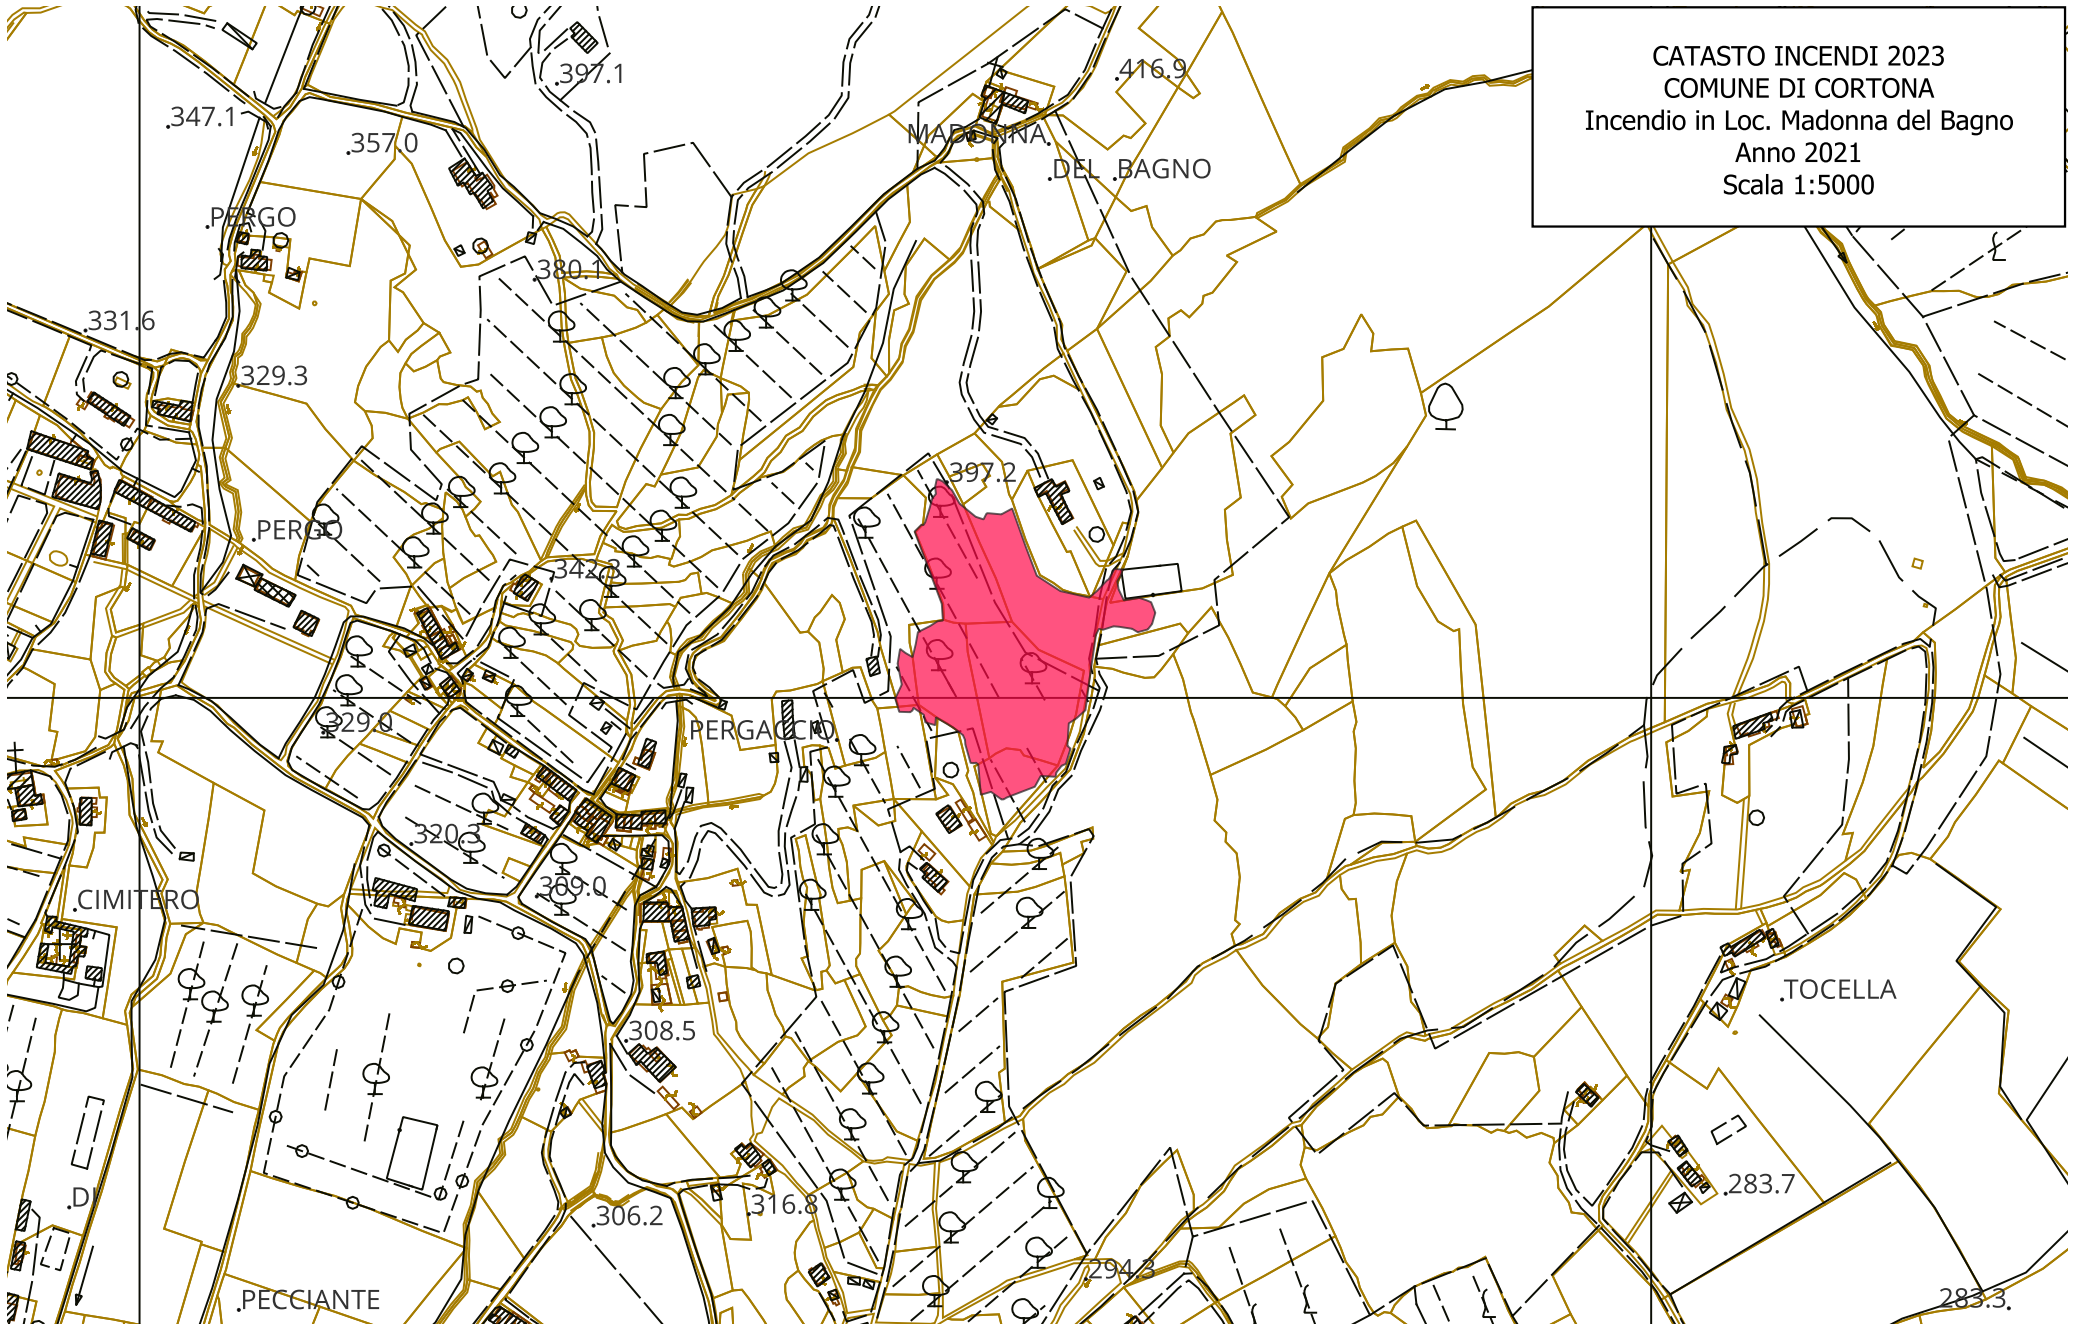 CATASTO INCENDI 2023
COMUNE DI CORTONA
Incendio in Loc. Madonna del Bagno
Anno 2021
Scala 1:5000
397.1
416.9
347.1
357.0
MADONNA
DEL BAGNO
PERGO
380.1
331.6
329.3
397.2
PERGO
342.3
329.0
PERGACCIO
320.3
309.0
CIMITERO
TOCELLA
308.5
DI
283.7
306.2
316.8
294.3
PECCIANTE
283.3